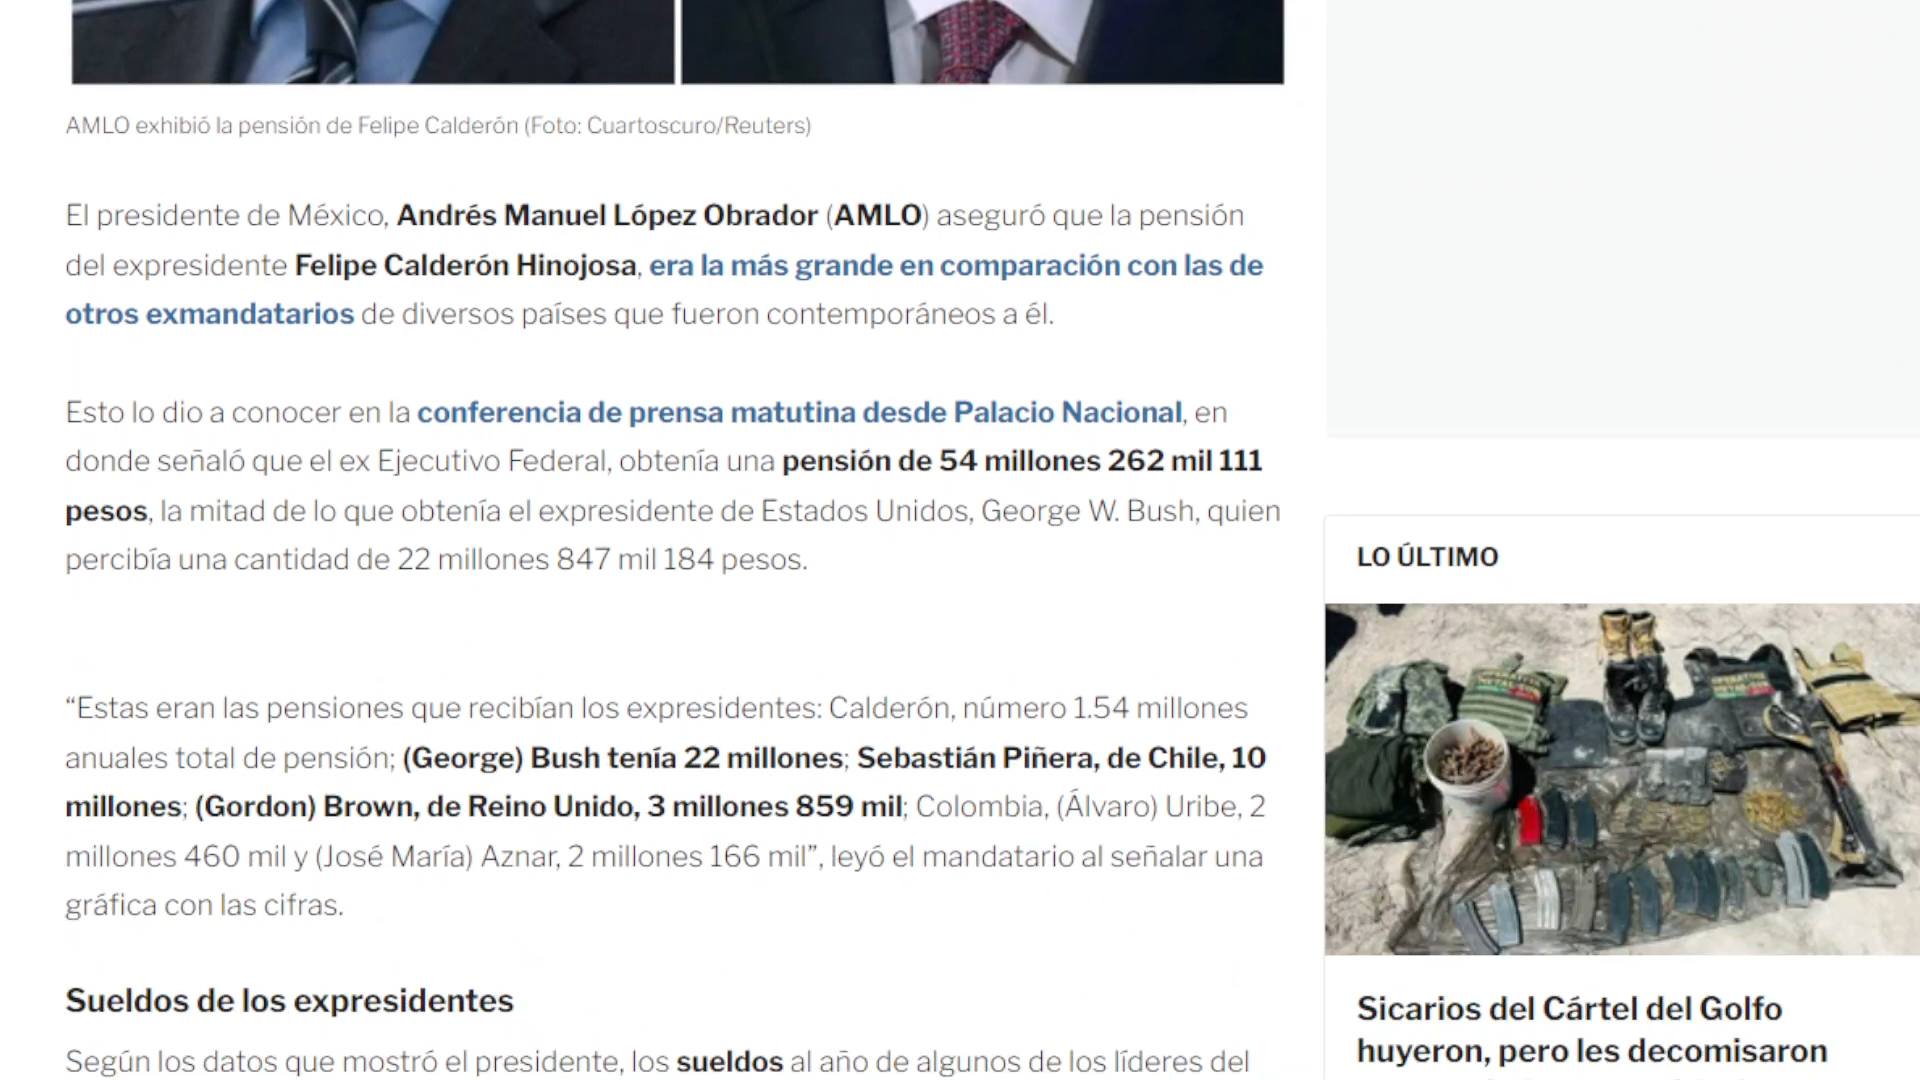 AMLO exhibió la pensión de Felipe Calderón (Foto: Cuartoscuro/Reuters)
El presidente de México, Andrés Manuel López Obrador (AMLO) aseguró que la pensión
del expresidente Felipe Calderón Hinojosa, era la más grande en comparación con las de
otros exmandatarios de diversos países que fueron contemporáneos a él.
Esto lo dio a conocer en la conferencia de prensa matutina desde Palacio Nacional, en
donde señaló que el ex Ejecutivo Federal, obtenía una pensión de 54 millones 262 mil 111
pesos, la mitad de lo que obtenía el expresidente de Estados Unidos, George W. Bush, quien
percibía una cantidad de 22 millones 847 mil 184 pesos.
“Estas eran las pensiones que recibían los expresidentes: Calderón, número 1.54 millones
anuales total de pensión; (George) Bush tenía 22 millones; Sebastián Piñera, de Chile, 10
millones; (Gordon) Brown, de Reino Unido, 3 millones 859 mil; Colombia, (Álvaro) Uribe, 2
millones 460 mil y (José María) Aznar, 2 millones 166 mil”, leyó el mandatario al señalar una
gráfica con las cifras.
Sueldos de los expresidentes
Según los datos que mostró el presidente, los sueldos al año de algunos de los líderes del
LO ÚLTIMO
Sicarios del Cártel del Golfo
huyeron, pero les decomisaron